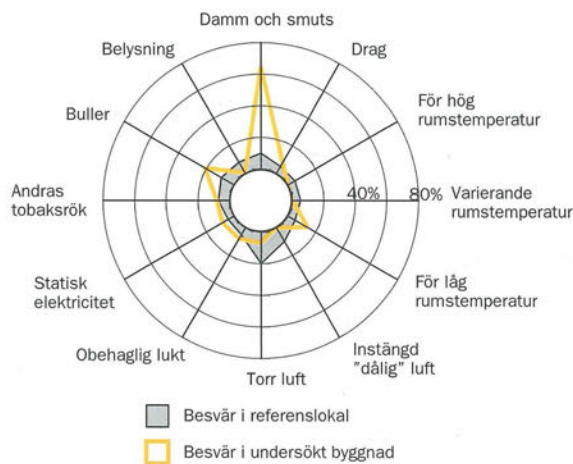 Damm och smuts
Belysning
Drag
Buller
För hög
rumstemperatur
Andras
tobaksrök
40%
80%
Varierande
rumstemperatur
Statisk
elektricitet
För låg
rumstemperatur
Obehaglig lukt
Instängd
"dålig" luft
Torr luft
Besvär i referenslokal
Besvär i undersökt byggnad